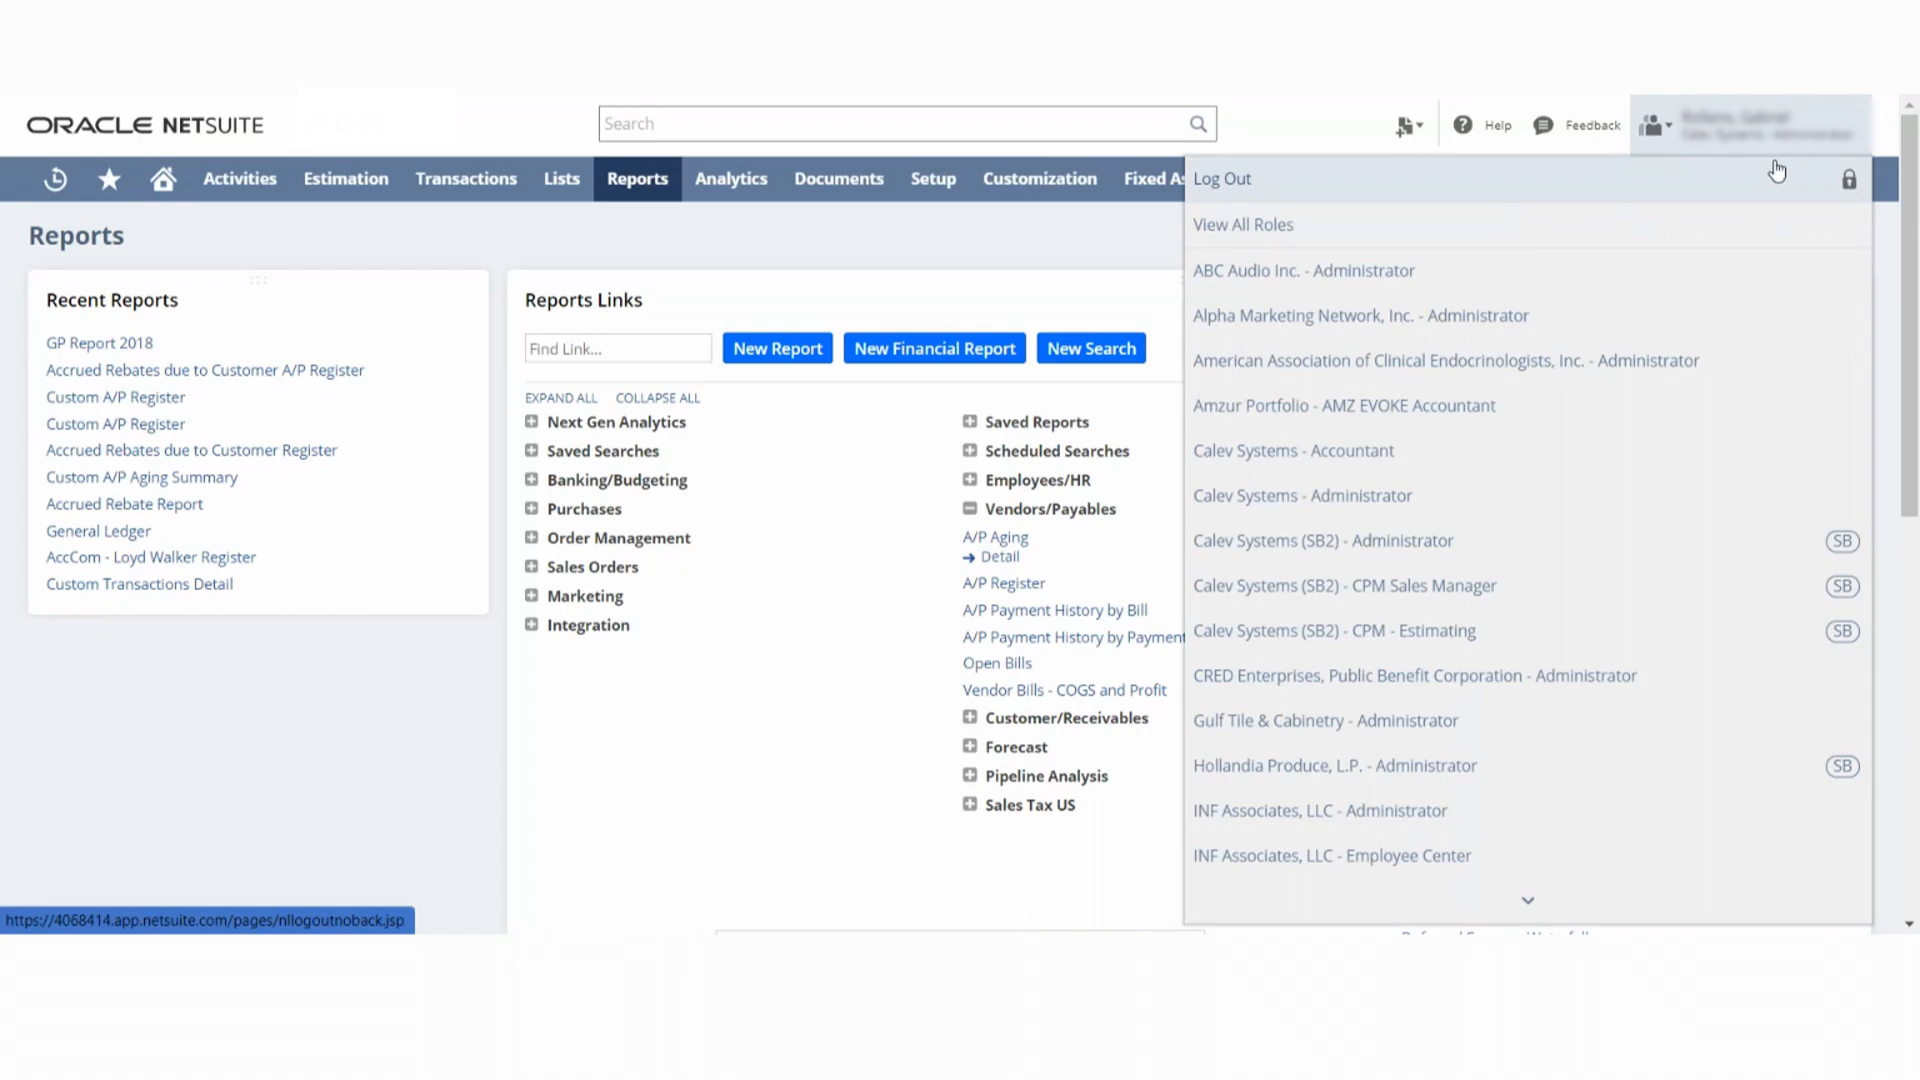 ORACLE NETSUITE
Search
Help
Feedback
Activities
Estimation
Transactions
Lists
Reports
Analytics
Documents
Setup
Customization
Fixed As
Reports
Recent Reports
GP Report 2018
Accrued Rebates due to Customer A/P Register
Custom A/P Register
Custom A/P Register
Accrued Rebates due to Customer Register
Custom A/P Aging Summary
Accrued Rebate Report
General Ledger
AccCom - Loyd Walker Register
Custom Transactions Detail
Reports Links
Find Link...
New Report
New Financial Report
New Search
EXPAND ALL
COLLAPSE ALL
Next Gen Analytics
Saved Searches
Banking/Budgeting
Purchases
Order Management
Sales Orders
Marketing
Integration
Saved Reports
Scheduled Searches
Employees/HR
Vendors/Payables
A/P Aging
Detail
A/P Register
A/P Payment History by Bill
A/P Payment History by Payment
Open Bills
Vendor Bills - COGS and Profit
Customer/Receivables
Forecast
Pipeline Analysis
Sales Tax US
Log Out
View All Roles
ABC Audio Inc. - Administrator
Alpha Marketing Network, Inc. - Administrator
American Association of Clinical Endocrinologists, Inc. - Administrator
Amzur Portfolio - AMZ EVOKE Accountant
Calev Systems - Accountant
Calev Systems - Administrator
Calev Systems (SB2) - Administrator SB
Calev Systems (SB2) - CPM Sales Manager SB
Calev Systems (SB2) - CPM - Estimating SB
CRED Enterprises, Public Benefit Corporation - Administrator
Gulf Tile & Cabinetry - Administrator
Hollandia Produce, L.P. - Administrator SB
INF Associates, LLC - Administrator
INF Associates, LLC - Employee Center
https://4068414.app.netsuite.com/pages/nllogoutnoback.jsp